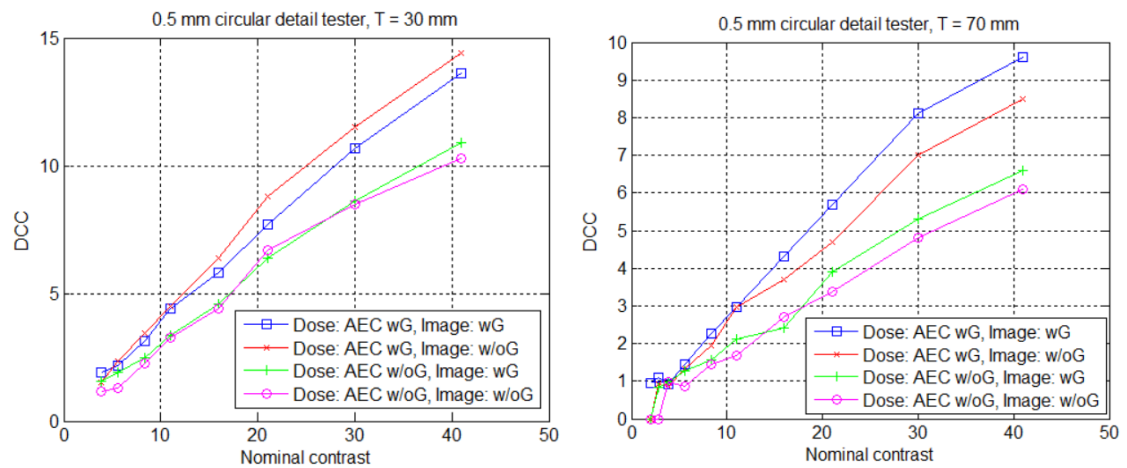 0.5 mm circular detail tester, T = 30 mm
15
10
5
0
DCC
0 10 20 30 40 50
Nominal contrast
Dose: AEC wG, Image: wG
Dose: AEC wG, Image: w/oG
Dose: AEC w/oG, Image: wG
Dose: AEC w/oG, Image: w/oG
0.5 mm circular detail tester, T = 70 mm
10
9
8
7
6
5
4
3
2
1
0
DCC
0 10 20 30 40 50
Nominal contrast
Dose: AEC wG, Image: wG
Dose: AEC wG, Image: w/oG
Dose: AEC w/oG, Image: wG
Dose: AEC w/oG, Image: w/oG